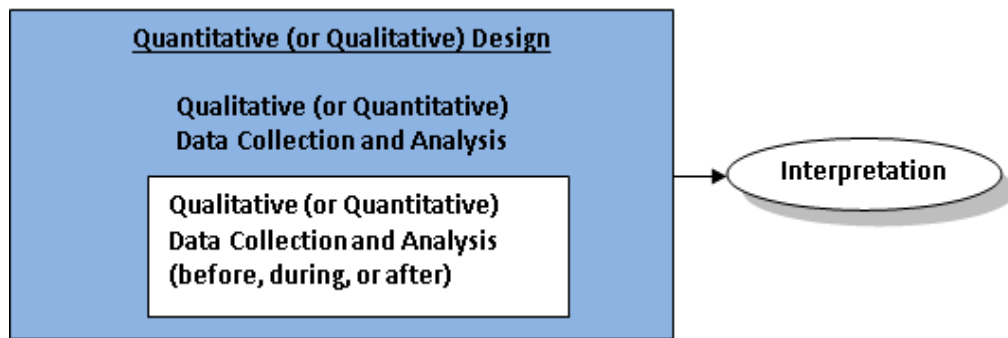 Quantitative (or Qualitative) Design
Qualitative (or Quantitative)
Data Collection and Analysis
Qualitative (or Quantitative)
Data Collection and Analysis
(before, during, or after)
Interpretation